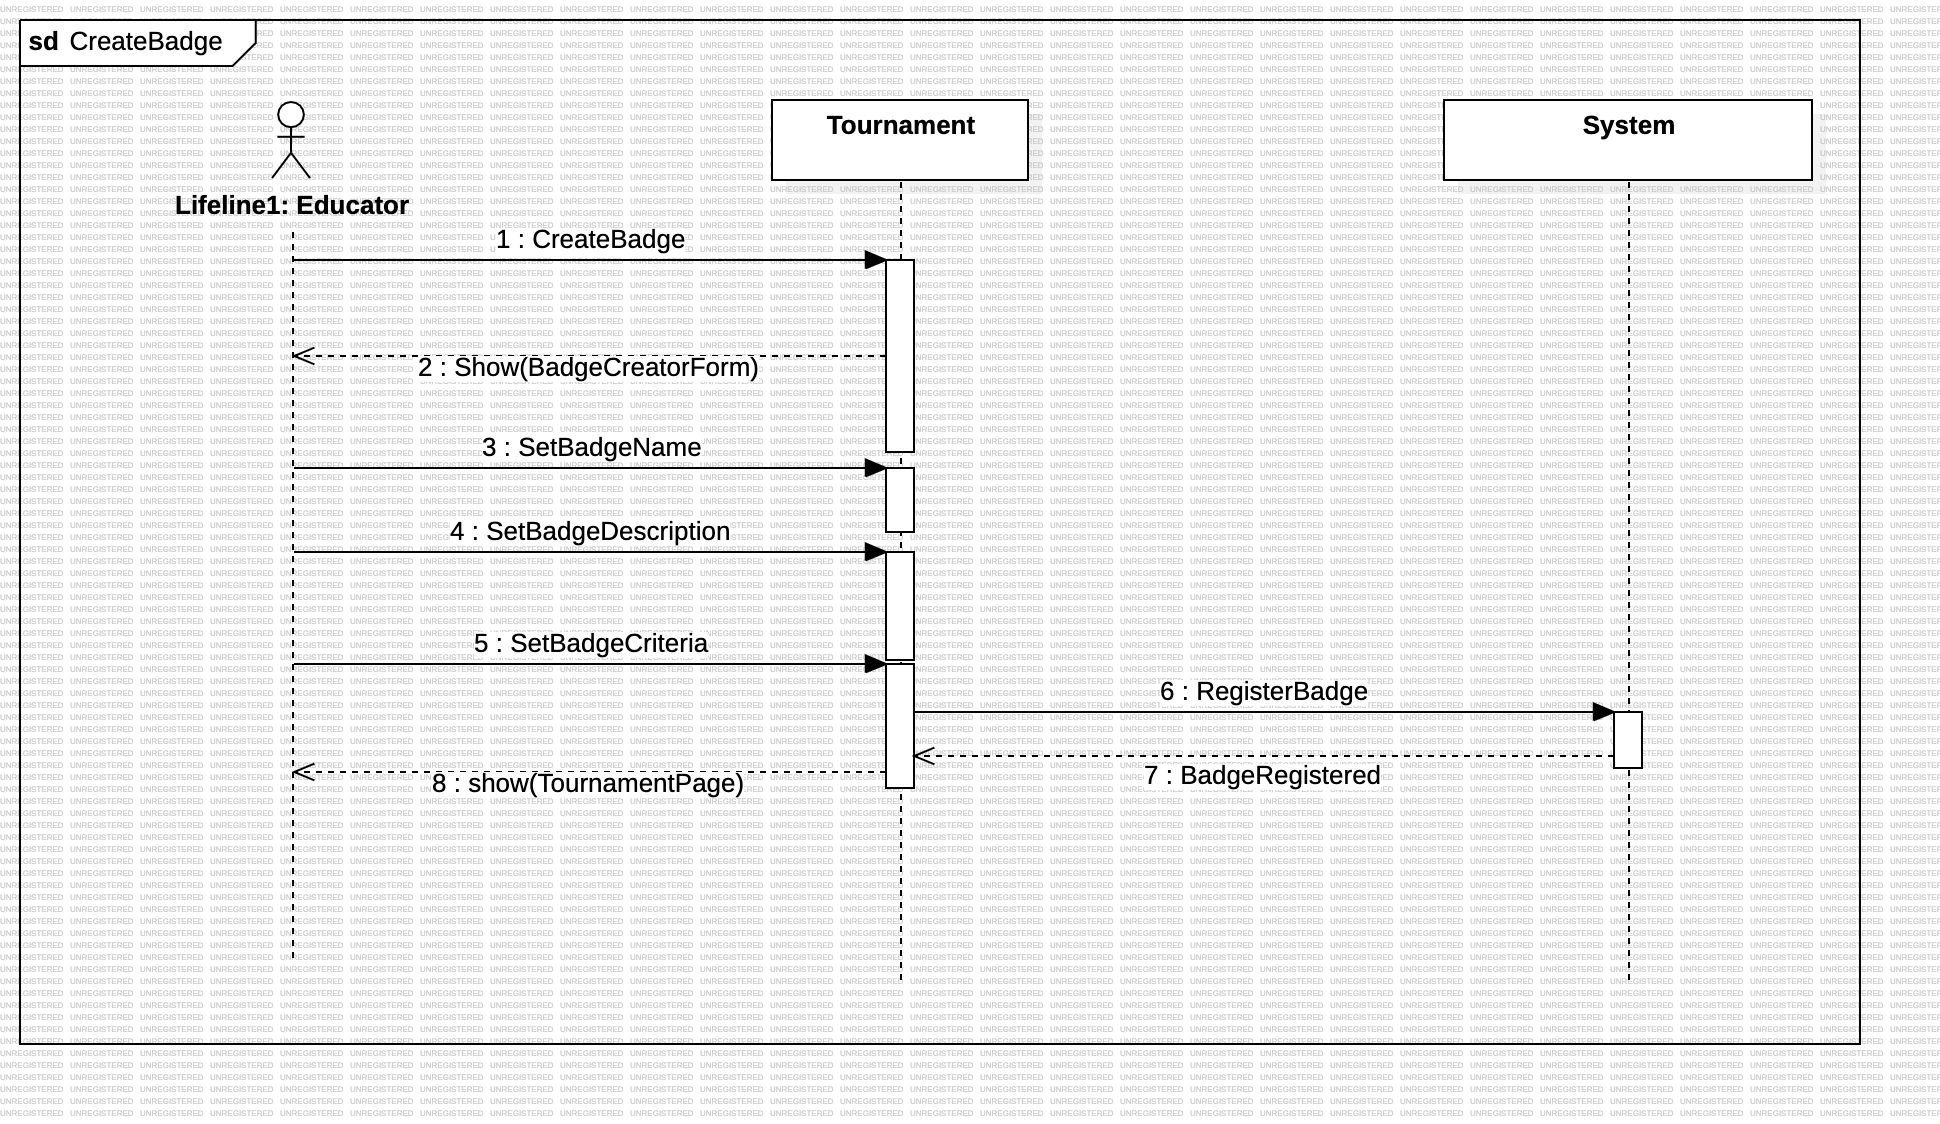 sd CreateBadge
Tournament
System
Lifeline1: Educator
1 : CreateBadge
2 : Show(BadgeCreatorForm)
3 : SetBadgeName
4 : SetBadgeDescription
5 : SetBadgeCriteria
6 : RegisterBadge
7 : BadgeRegistered
8 : show(TournamentPage)
UNREGISTERED